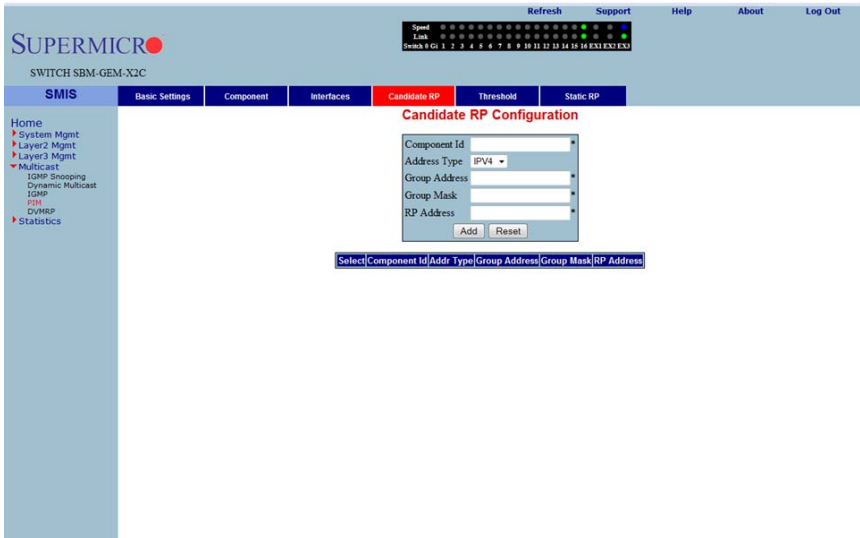 Refresh Support Help About Log Out
SUPERMICRO
Speed
Link
Switch 0 Gi 1 2 3 4 5 6 7 8 9 10 11 12 13 14 15 16 EX1 EX2 EX3
SWITCH SBM-GEM-X2C
SMIS Basic Settings Component Interfaces Candidate RP Threshold Static RP
Home
System Mgmt
Layer2 Mgmt
Layer3 Mgmt
Multicast
IGMP Snooping
Dynamic Multicast
IGMP
PIM
DVMRP
Statistics
Candidate RP Configuration
Component Id *
Address Type IPV4
Group Address *
Group Mask *
RP Address *
Add Reset
Select Component Id Addr Type Group Address Group Mask RP Address